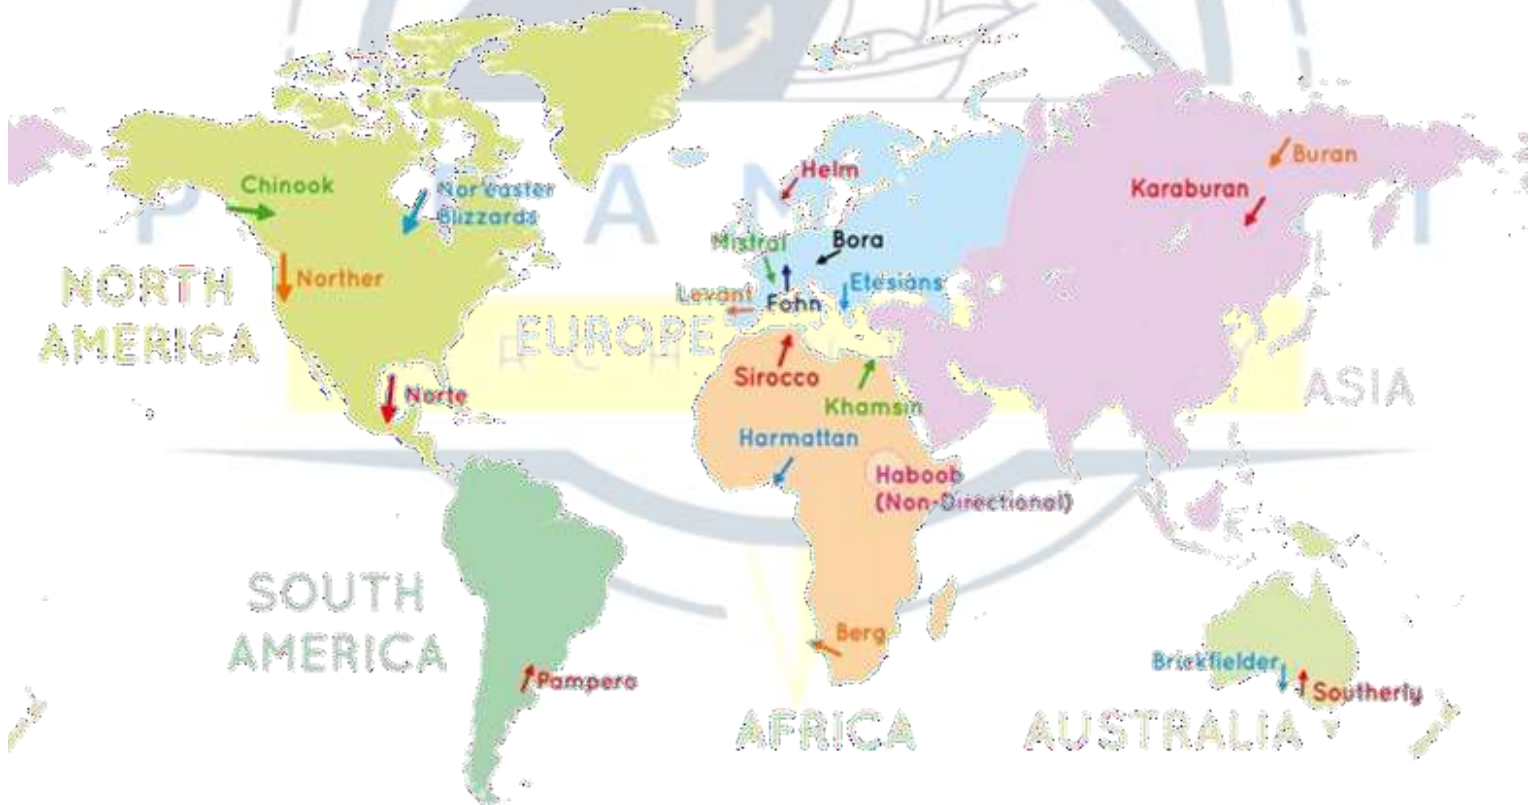 Helm
Buran
Chinook
Nor'easter
Blizzards
Karaburan
Mistral
Bora
Norther
Levant
Fohn
Etesians
NORTH
AMERICA
EUROPE
Sirocco
Norte
Khamsin
ASIA
Harmattan
Haboob
(Non-Directional)
SOUTH
AMERICA
Berg
Pampero
Brickfielder
Southerly
AFRICA
AUSTRALIA